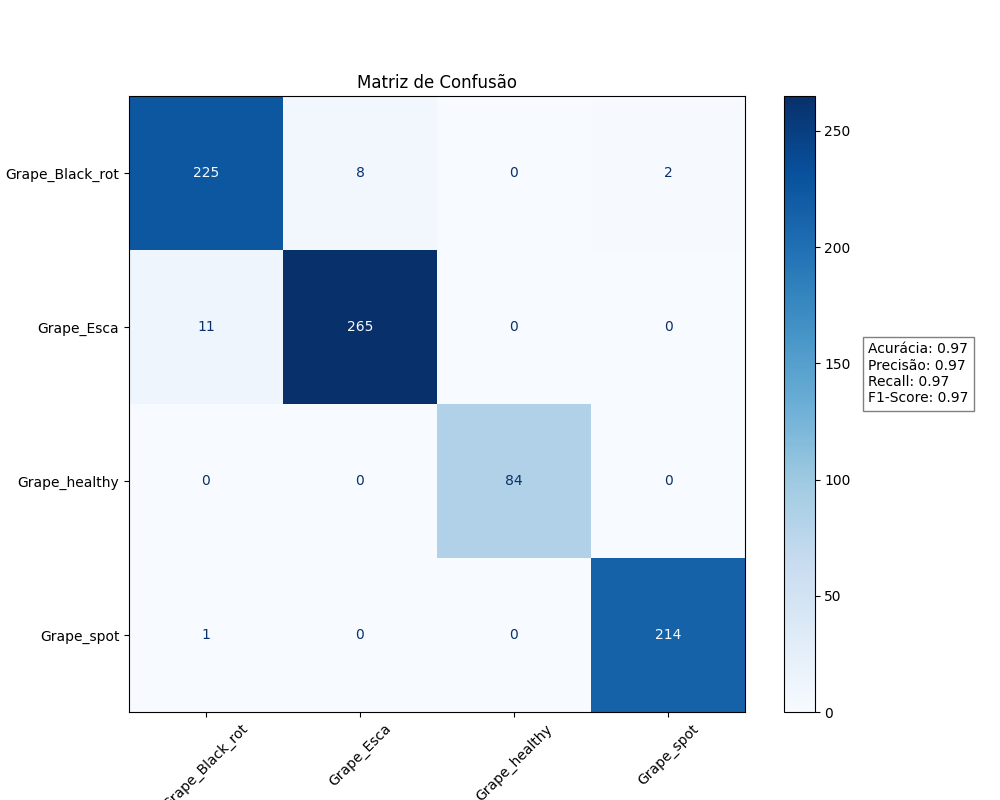 Matriz de Confusão
Grape_Black_rot
225
8
0
2
Grape_Esca
11
265
0
0
Grape_healthy
0
0
84
0
Grape_spot
1
0
0
214
Grape_Esca
Grape_healthy
Grape_spot
250
200
150
100
50
0
Acurácia: 0.97
Precisão: 0.97
Recall: 0.97
F1-Score: 0.97